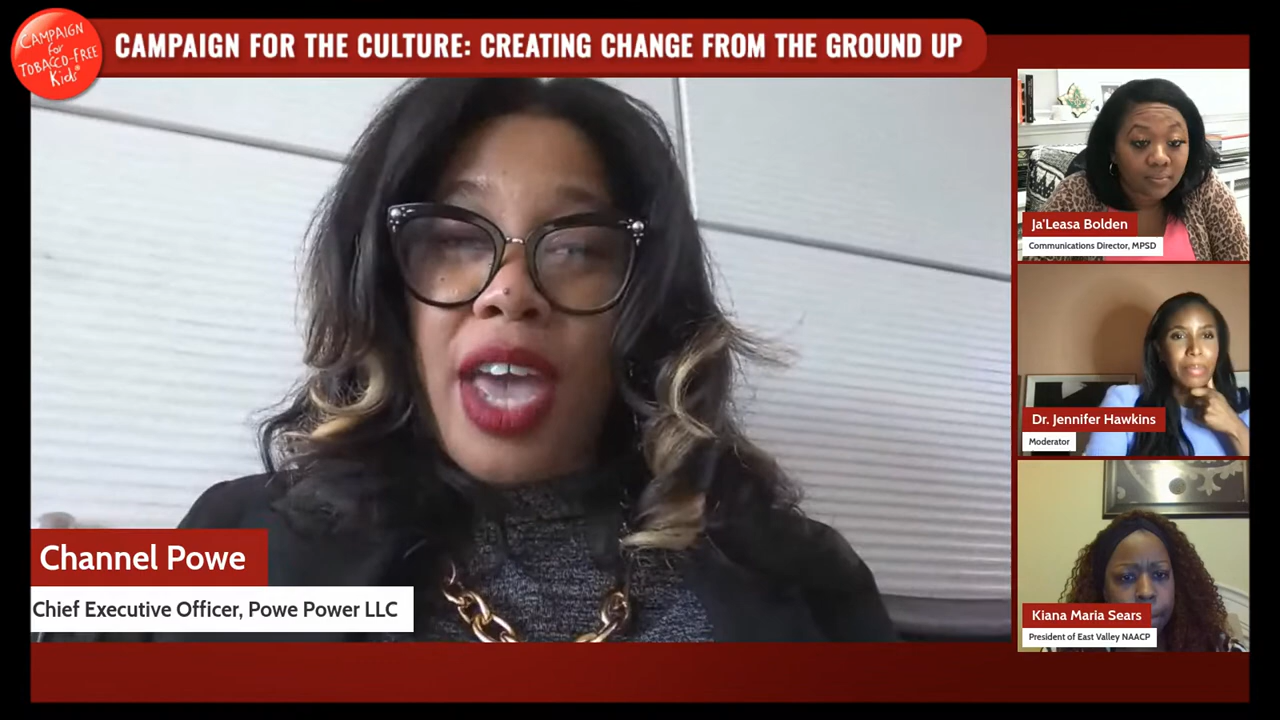 CAMPAIGN
for
TOBACCO-FREE
Kids
CAMPAIGN FOR THE CULTURE: CREATING CHANGE FROM THE GROUND UP
Channel Powe
Chief Executive Officer, Powe Power LLC
Ja'Leasa Bolden
Communications Director, MPSD
Dr. Jennifer Hawkins
Moderator
Kiana Maria Sears
President of East Valley NAACP